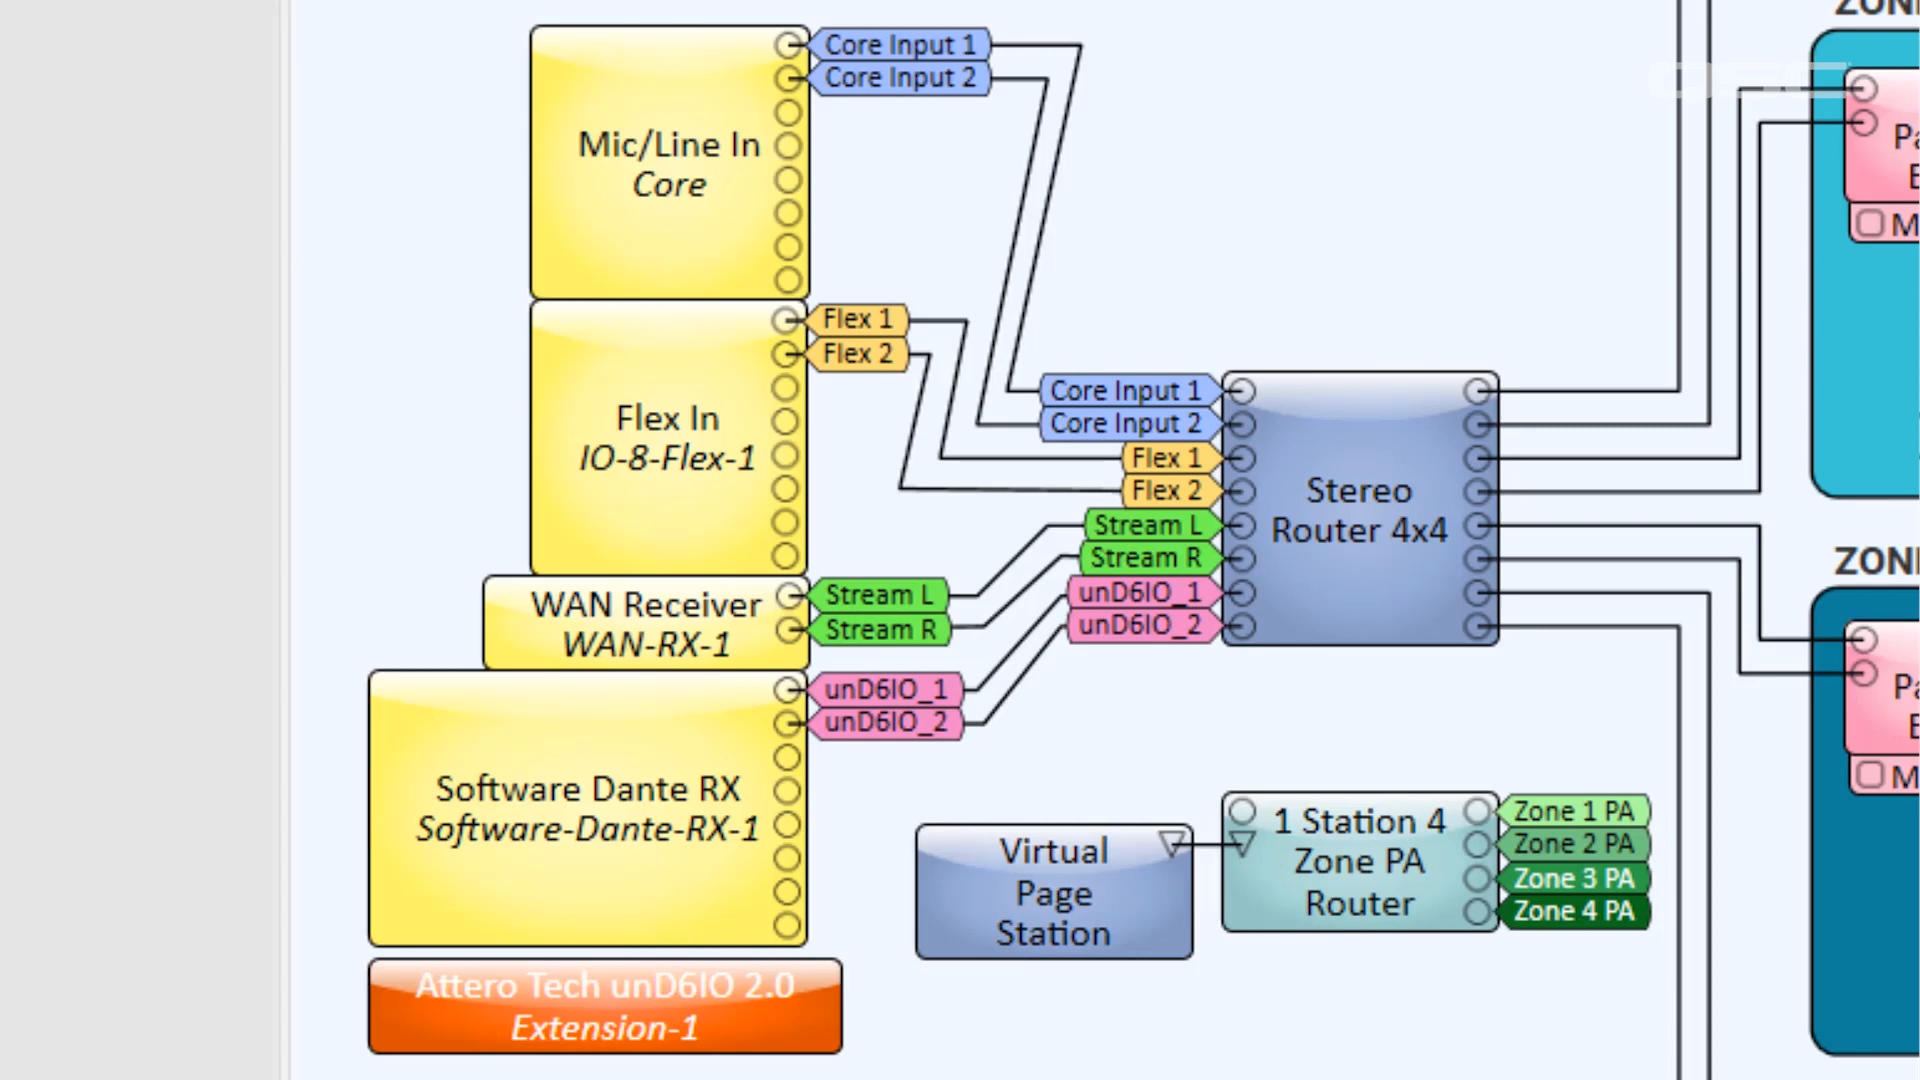 Core Input 1
Core Input 2
Mic/Line In
Core
Flex 1
Flex 2
Flex In
IO-8-Flex-1
WAN Receiver
WAN-RX-1
Stream L
Stream R
unD6IO_1
unD6IO_2
Software Dante RX
Software-Dante-RX-1
Attero Tech unD6IO 2.0
Extension-1
Core Input 1
Core Input 2
Flex 1
Flex 2
Stream L
Stream R
unD6IO_1
unD6IO_2
Stereo
Router 4x4
Virtual
Page
Station
1 Station 4
Zone PA
Router
Zone 1 PA
Zone 2 PA
Zone 3 PA
Zone 4 PA